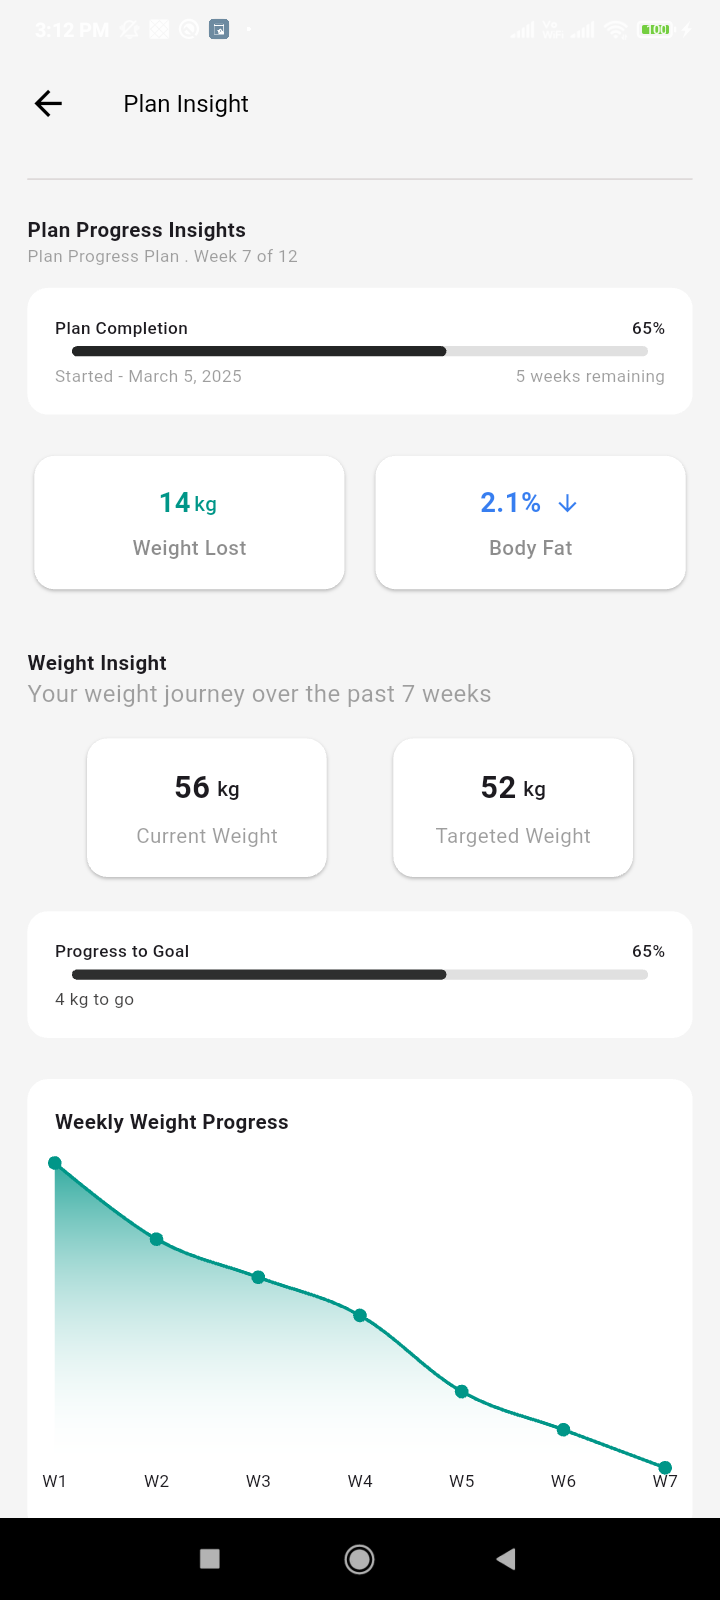 3:12 PM
Vo
WiFi
100
Plan Insight
Plan Progress Insights
Plan Progress Plan . Week 7 of 12
Plan Completion 65%
Started - March 5, 2025 5 weeks remaining
14 kg
Weight Lost
2.1% ↓
Body Fat
Weight Insight
Your weight journey over the past 7 weeks
56 kg
Current Weight
52 kg
Targeted Weight
Progress to Goal 65%
4 kg to go
Weekly Weight Progress
W1 W2 W3 W4 W5 W6 W7